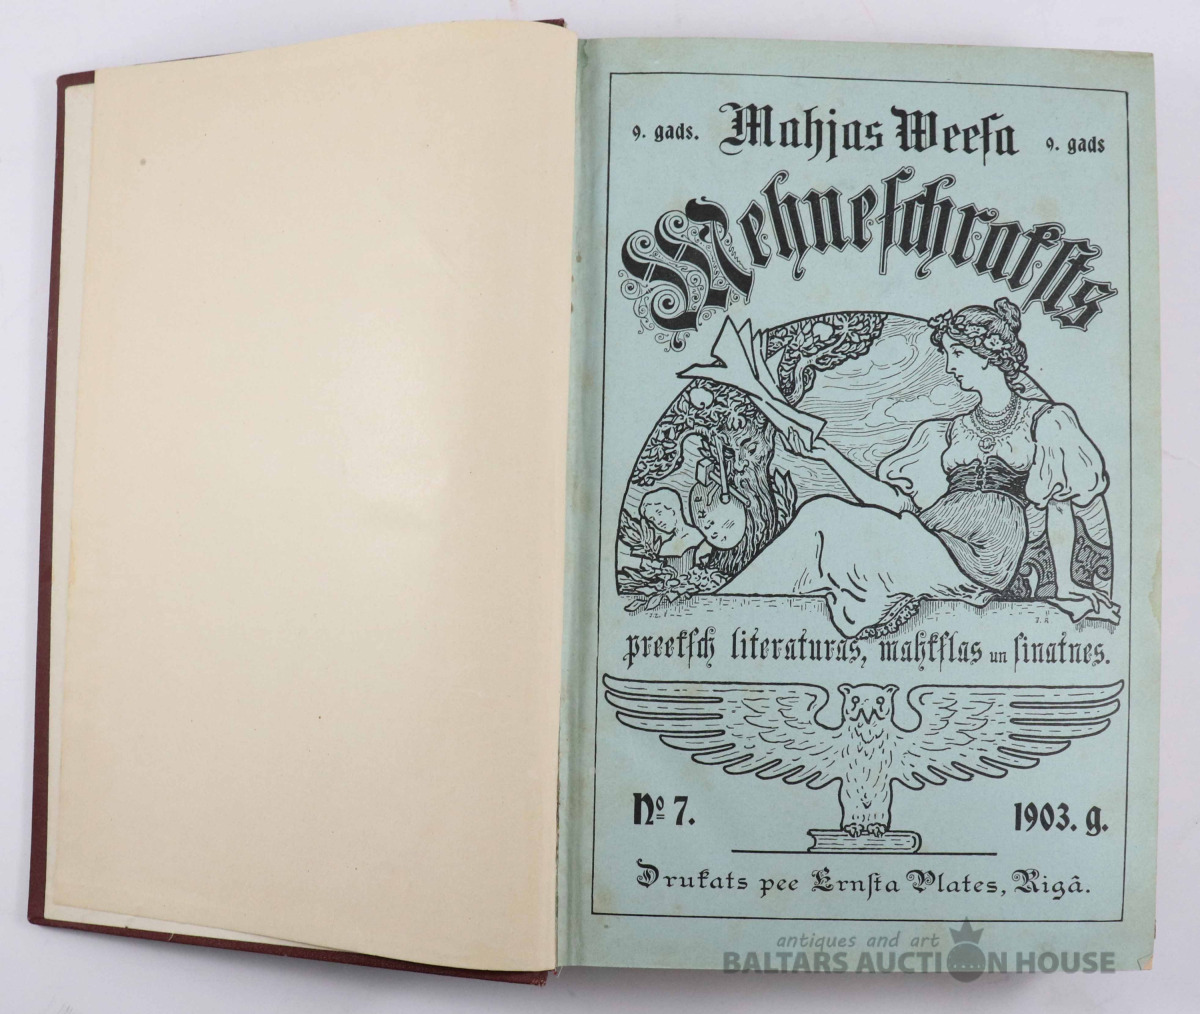 9. gads. Mahjas Weeſa 9. gads
Mehneſchrakſts
preekſch literaturas, mahkſlas un ſinatnes.
№ 7. 1903. g.
Drukats pee Ernſta Plates, Rigâ.
antiques and art
BALTARS AUCTION HOUSE